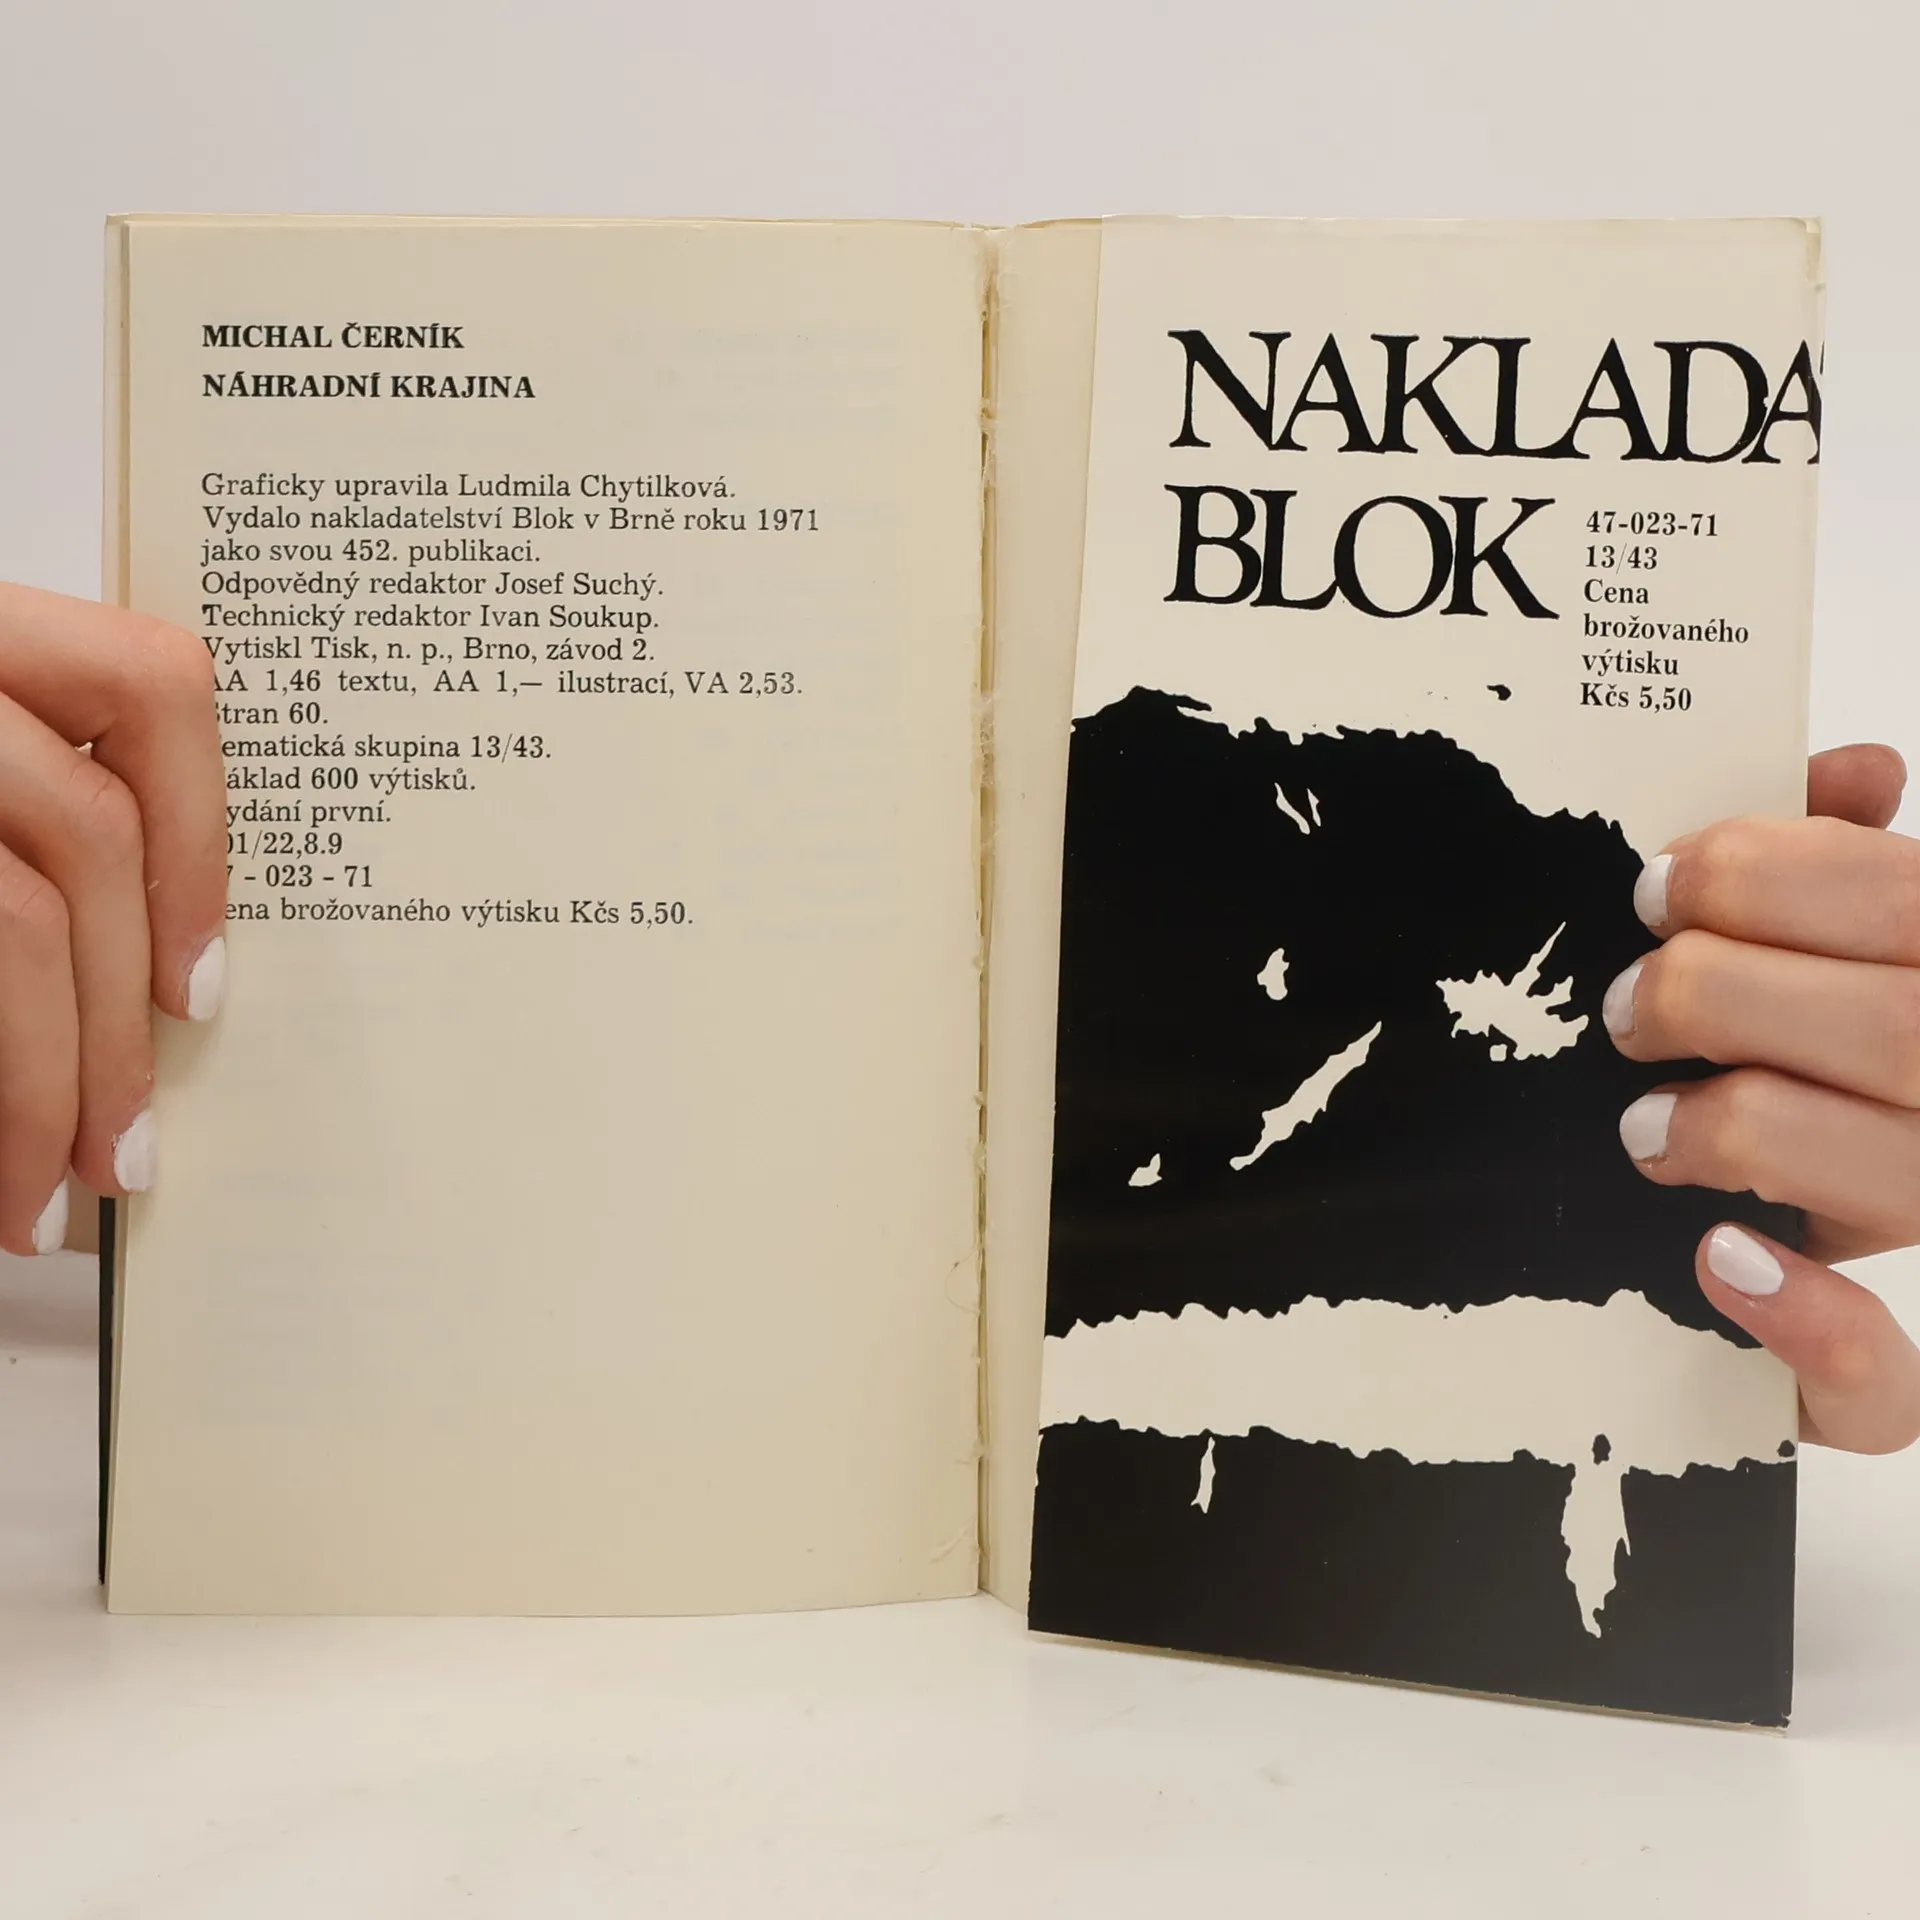 MICHAL ČERNÍK
NÁHRADNÍ KRAJINA
Graficky upravila Ludmila Chytilková.
Vydalo nakladatelství Blok v Brně roku 1971
jako svou 452. publikaci.
Odpovědný redaktor Josef Suchý.
Technický redaktor Ivan Soukup.
Vytiskl Tisk, n. p., Brno, závod 2.
AA 1,46 textu, AA 1,— ilustrací, VA 2,53.
Stran 60.
ematická skupina 13/43.
áklad 600 výtisků.
ydání první.
01/22,8.9
7 - 023 - 71
ena brožovaného výtisku Kčs 5,50.
NAKLADA
BLOK
47-023-71
13/43
Cena
brožovaného
výtisku
Kčs 5,50